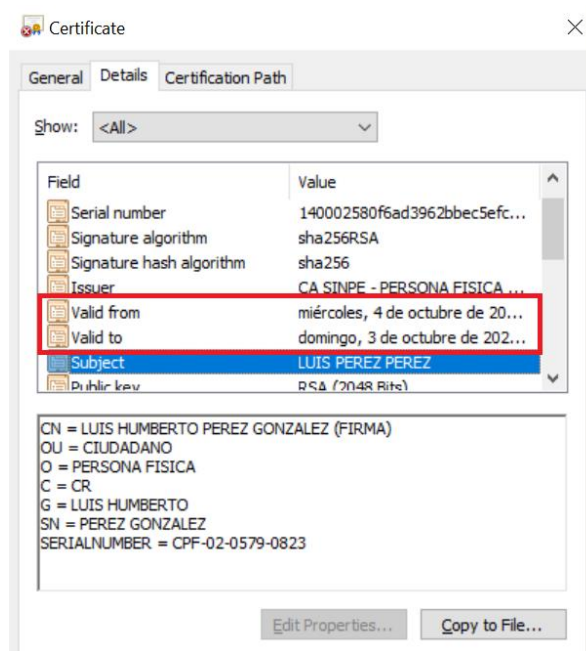 Certificate
General Details Certification Path
Show: <All>
Field Value
Serial number 140002580f6ad3962bbec5efc...
Signature algorithm sha256RSA
Signature hash algorithm sha256
Issuer CA SINPE - PERSONA FISICA ...
Valid from miércoles, 4 de octubre de 20...
Valid to domingo, 3 de octubre de 202...
Subject LUIS PEREZ PEREZ
Public key RSA (2048 Bits)
CN = LUIS HUMBERTO PEREZ GONZALEZ (FIRMA)
OU = CIUDADANO
O = PERSONA FISICA
C = CR
G = LUIS HUMBERTO
SN = PEREZ GONZALEZ
SERIALNUMBER = CPF-02-0579-0823
Edit Properties... Copy to File...